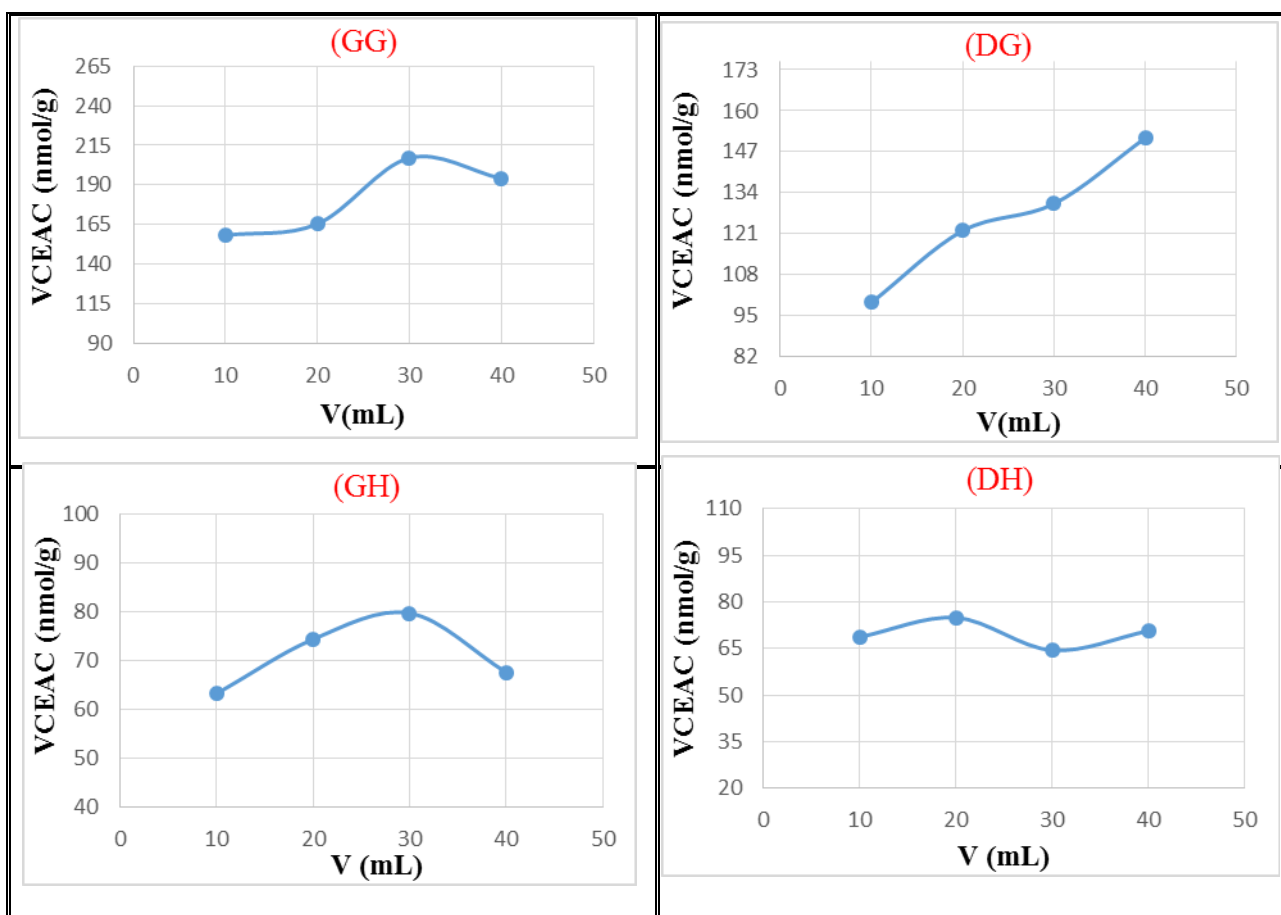 (GG)
VCEAC (nmol/g)
265
240
215
190
165
140
115
90
0 10 20 30 40 50
V(mL)
(DG)
VCEAC (nmol/g)
173
160
147
134
121
108
95
82
0 10 20 30 40 50
V(mL)
(GH)
VCEAC (nmol/g)
100
90
80
70
60
50
40
0 10 20 30 40 50
V (mL)
(DH)
VCEAC (nmol/g)
110
95
80
65
50
35
20
0 10 20 30 40 50
V (mL)